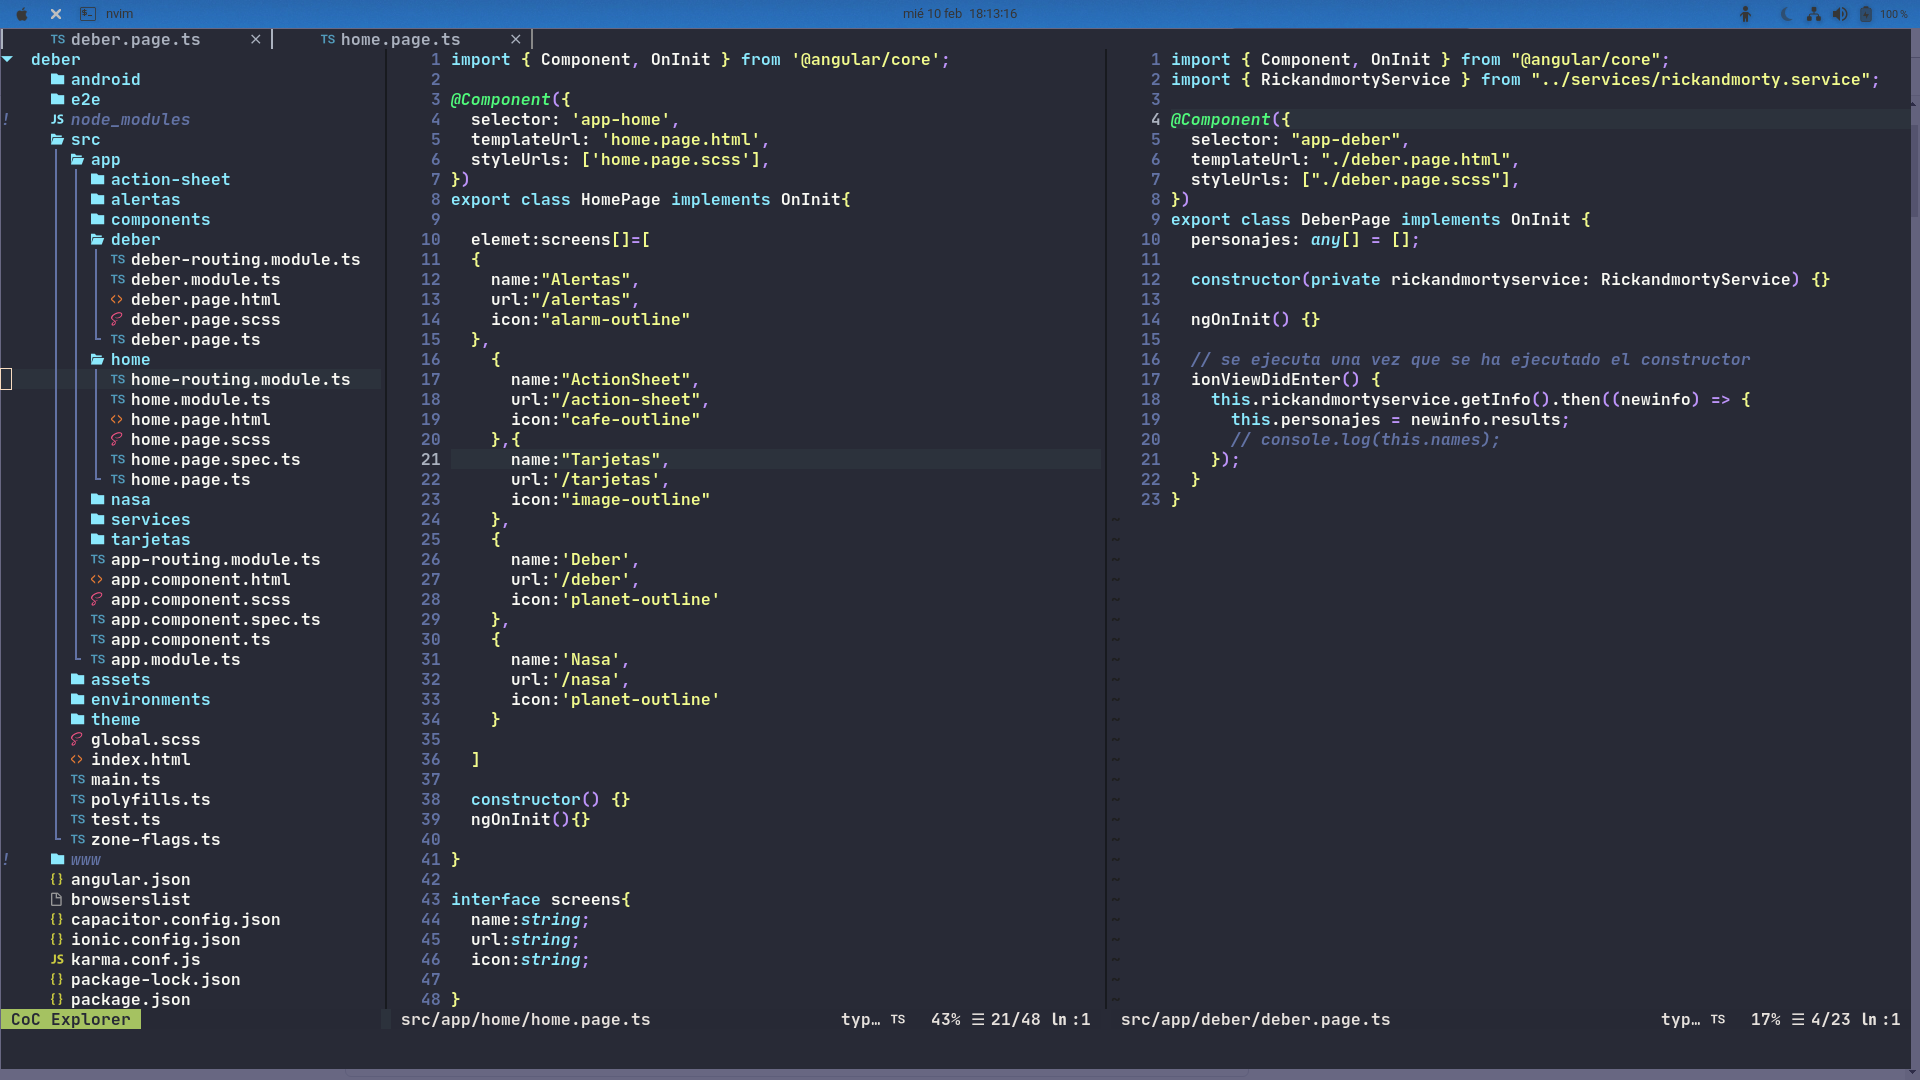 nvim
mié 10 feb 18:13:16
100 %
TS deber.page.ts ×
TS home.page.ts ×
deber
android
e2e
! JS node_modules
src
app
action-sheet
alertas
components
deber
TS deber-routing.module.ts
TS deber.module.ts
<> deber.page.html
deber.page.scss
TS deber.page.ts
home
TS home-routing.module.ts
TS home.module.ts
<> home.page.html
home.page.scss
TS home.page.spec.ts
TS home.page.ts
nasa
services
tarjetas
TS app-routing.module.ts
<> app.component.html
app.component.scss
TS app.component.spec.ts
TS app.component.ts
TS app.module.ts
assets
environments
theme
global.scss
<> index.html
TS main.ts
TS polyfills.ts
TS test.ts
TS zone-flags.ts
! www
{} angular.json
browserslist
{} capacitor.config.json
{} ionic.config.json
JS karma.conf.js
{} package-lock.json
{} package.json
CoC Explorer
1 import { Component, OnInit } from '@angular/core';
2
3 @Component({
4   selector: 'app-home',
5   templateUrl: 'home.page.html',
6   styleUrls: ['home.page.scss'],
7 })
8 export class HomePage implements OnInit{
9
10   elemet:screens[]=[
11   {
12     name:"Alertas",
13     url:"/alertas",
14     icon:"alarm-outline"
15   },
16     {
17       name:"ActionSheet",
18       url:"/action-sheet",
19       icon:"cafe-outline"
20     },{
21       name:"Tarjetas",
22       url:'/tarjetas',
23       icon:"image-outline"
24     },
25     {
26       name:'Deber',
27       url:'/deber',
28       icon:'planet-outline'
29     },
30     {
31       name:'Nasa',
32       url:'/nasa',
33       icon:'planet-outline'
34     }
35
36   ]
37
38   constructor() {}
39   ngOnInit(){}
40
41 }
42
43 interface screens{
44   name:string;
45   url:string;
46   icon:string;
47
48 }
src/app/home/home.page.ts typ… TS 43% ☰ 21/48 ln :1
1 import { Component, OnInit } from "@angular/core";
2 import { RickandmortyService } from "../services/rickandmorty.service";
3
4 @Component({
5   selector: "app-deber",
6   templateUrl: "./deber.page.html",
7   styleUrls: ["./deber.page.scss"],
8 })
9 export class DeberPage implements OnInit {
10   personajes: any[] = [];
11
12   constructor(private rickandmortyservice: RickandmortyService) {}
13
14   ngOnInit() {}
15
16   // se ejecuta una vez que se ha ejecutado el constructor
17   ionViewDidEnter() {
18     this.rickandmortyservice.getInfo().then((newinfo) => {
19       this.personajes = newinfo.results;
20       // console.log(this.names);
21     });
22   }
23 }
src/app/deber/deber.page.ts typ… TS 17% ☰ 4/23 ln :1